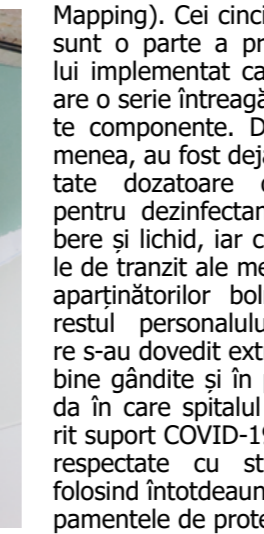 Mapping). Cei cinci
sunt o parte a pr
lui implementat ca
are o serie întreagă
te componente. D
menea, au fost deja
tate dozatoare
pentru dezinfectan
bere și lichid, iar c
le de tranzit ale me
aparținătorilor bol
restul personalulu
re s-au dovedit exte
bine gândite și în
da în care spitalul
rit suport COVID-19
respectate cu st
folosind întotdeaun
pamentele de prote